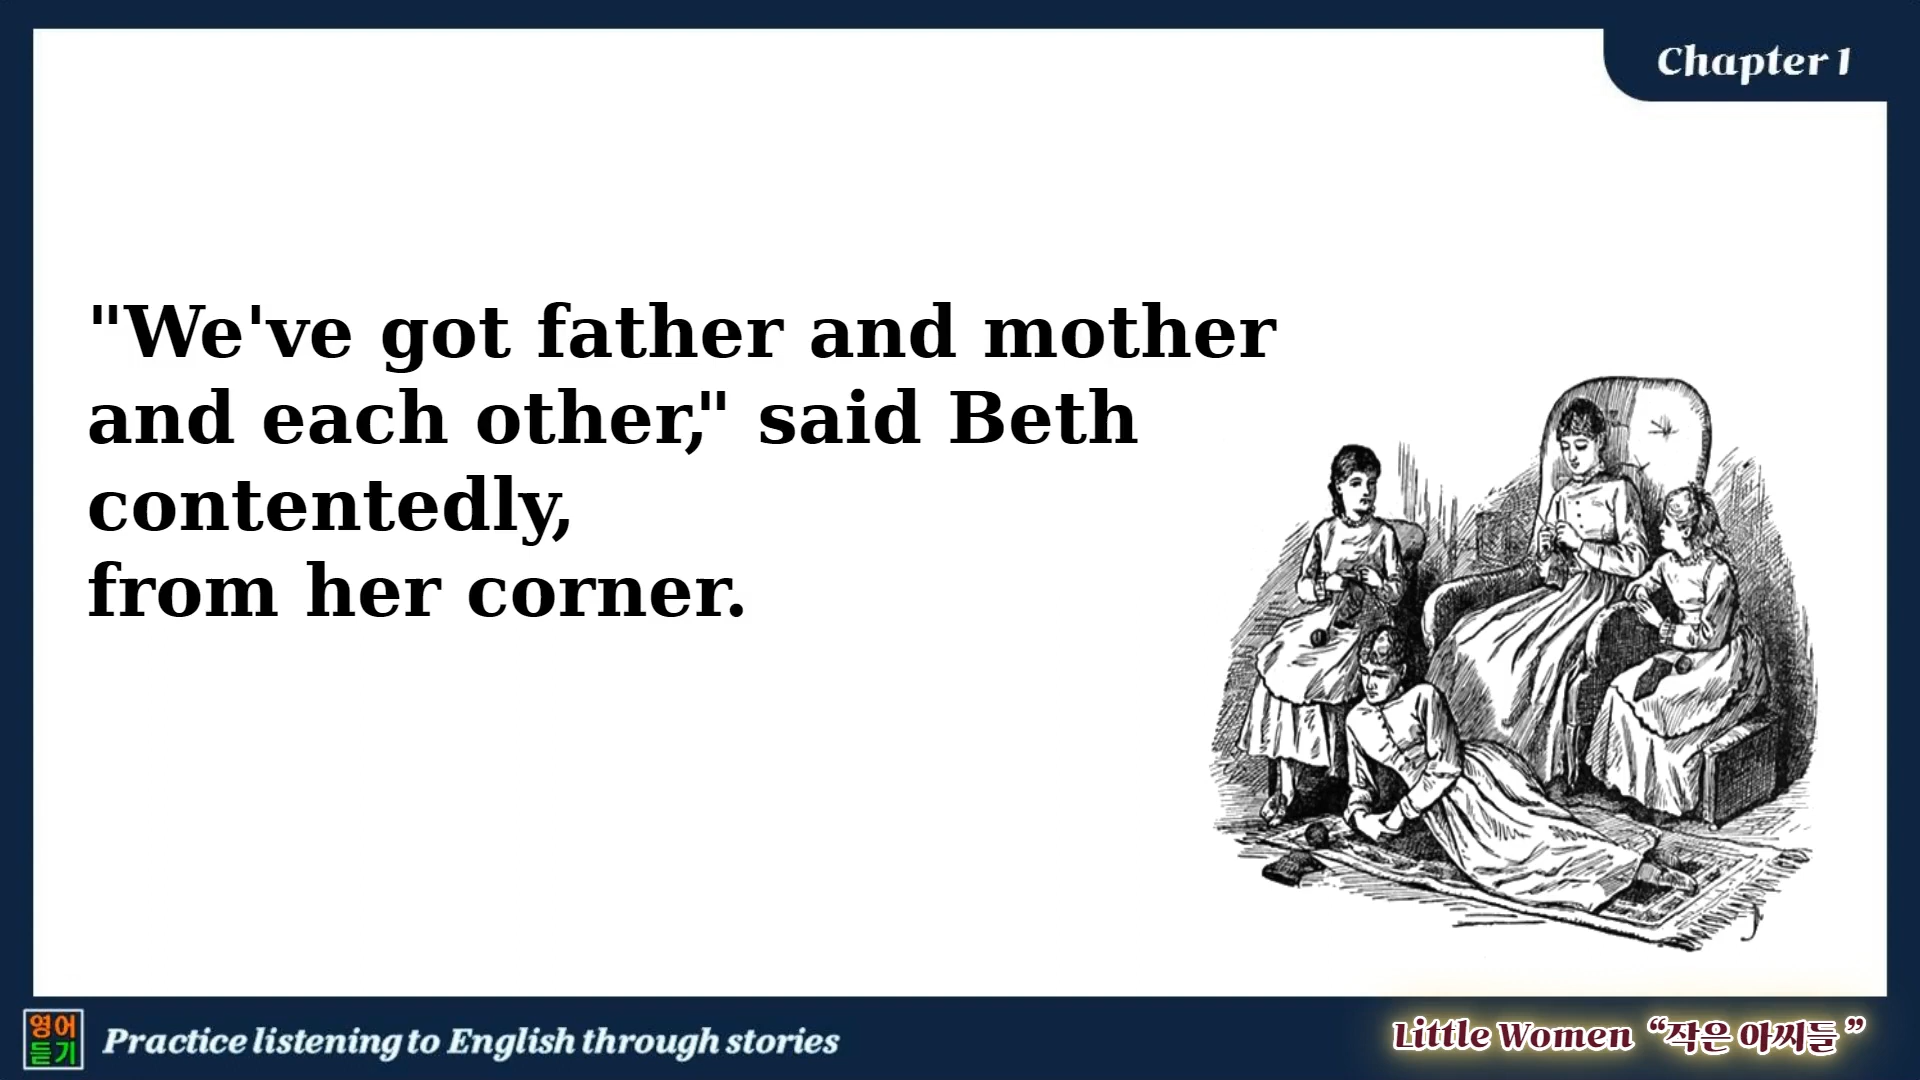 Chapter 1
"We've got father and mother
and each other," said Beth
contentedly,
from her corner.
영어
듣기
Practice listening to English through stories
Little Women “작은 아씨들”